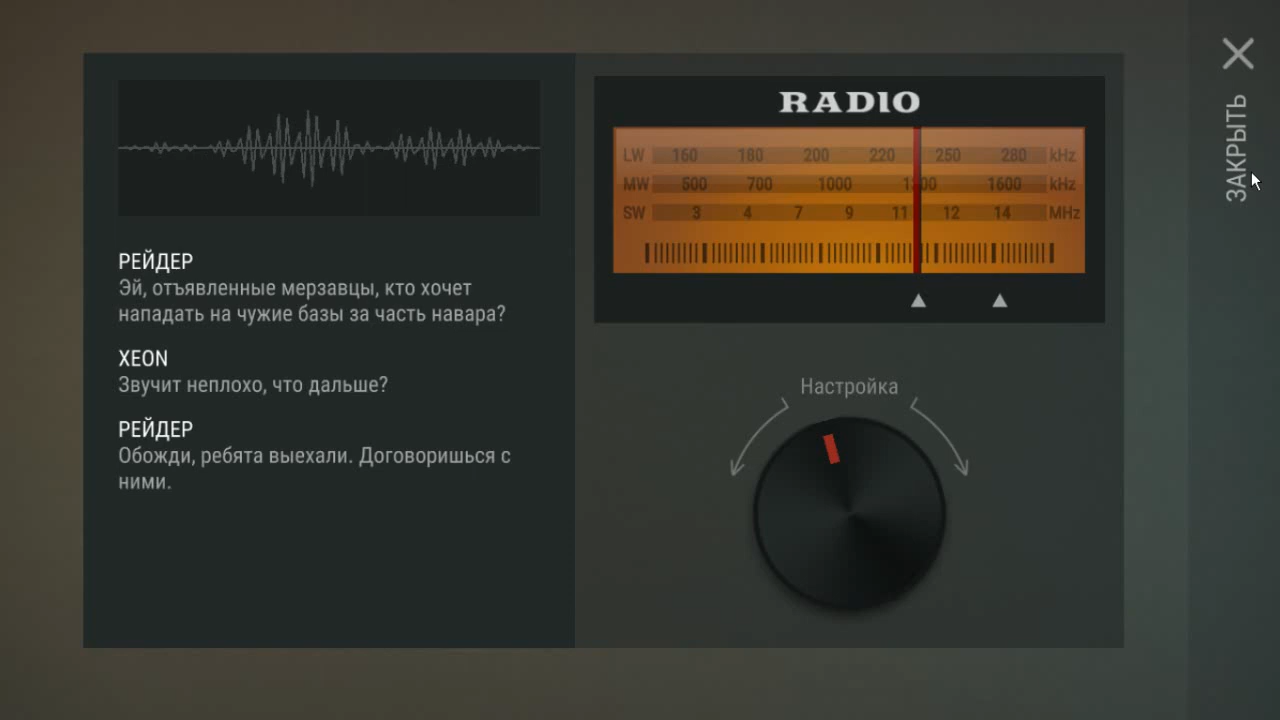 РЕЙДЕР
Эй, отъявленные мерзавцы, кто хочет
нападать на чужие базы за часть навара?
XEON
Звучит неплохо, что дальше?
РЕЙДЕР
Обожди, ребята выехали. Договоришься с
ними.
RADIO
LW 160 180 200 220 250 280 kHz
MW 500 700 1000 1300 1600 kHz
SW 3 4 7 9 11 12 14 MHz
Настройка
ЗАКРЫТЬ